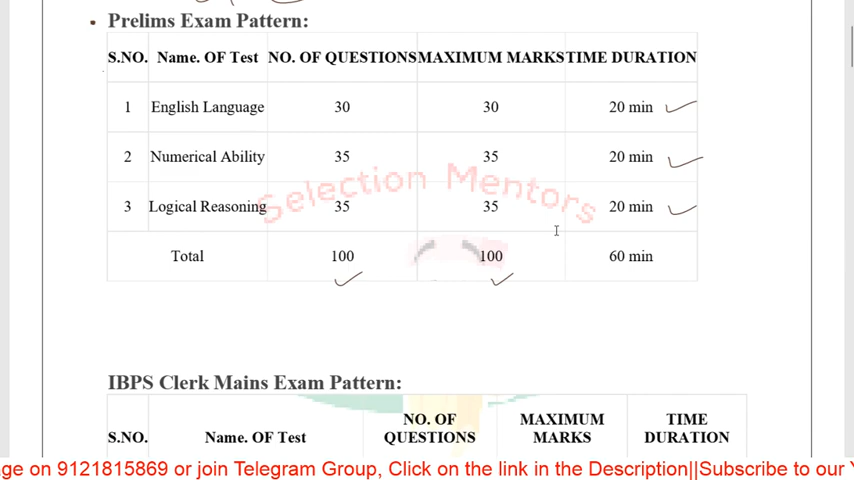 Prelims Exam Pattern:
S.NO. Name. OF Test NO. OF QUESTIONS MAXIMUM MARKS TIME DURATION
1 English Language 30 30 20 min
2 Numerical Ability 35 35 20 min
3 Logical Reasoning 35 35 20 min
Selection Mentors
Total 100 100 60 min
IBPS Clerk Mains Exam Pattern:
S.NO. Name. OF Test NO. OF QUESTIONS MAXIMUM MARKS TIME DURATION
on 9121815869 or join Telegram Group, Click on the link in the Description||Subscribe to our